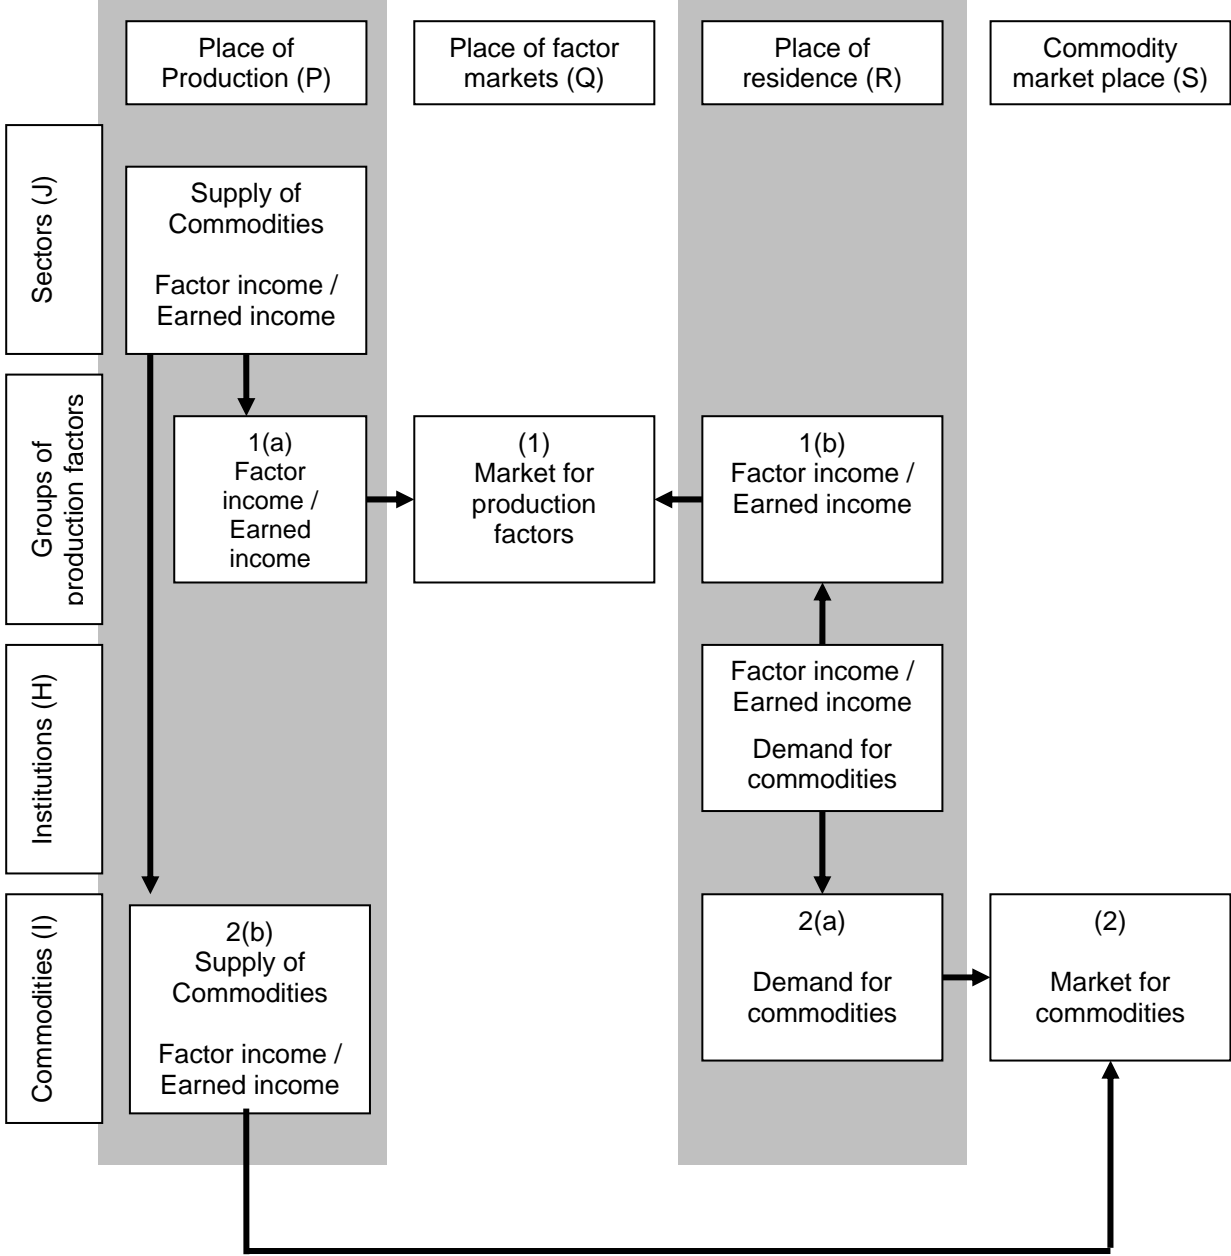 Place of
Production (P)
Place of factor
markets (Q)
Place of
residence (R)
Commodity
market place (S)
Sectors (J)
Supply of
Commodities
Factor income /
Earned income
Groups of
production factors
1(a)
Factor
income /
Earned
income
(1)
Market for
production
factors
1(b)
Factor income /
Earned income
Institutions (H)
Factor income /
Earned income
Demand for
commodities
Commodities (I)
2(b)
Supply of
Commodities
Factor income /
Earned income
2(a)
Demand for
commodities
(2)
Market for
commodities